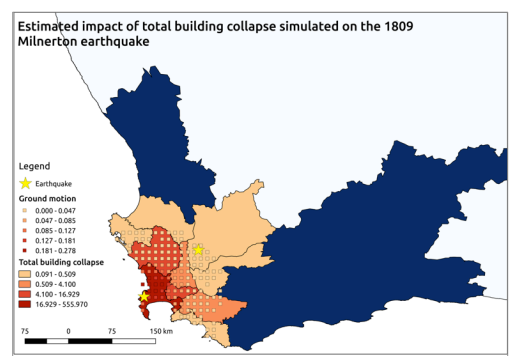 Estimated impact of total building collapse simulated on the 1809
Milnerton earthquake
Legend
Earthquake
Ground motion
0.000 - 0.047
0.047 - 0.085
0.085 - 0.127
0.127 - 0.181
0.181 - 0.278
Total building collapse
0.091 - 0.509
0.509 - 4.100
4.100 - 16.929
16.929 - 555.970
75 0 75 150 km